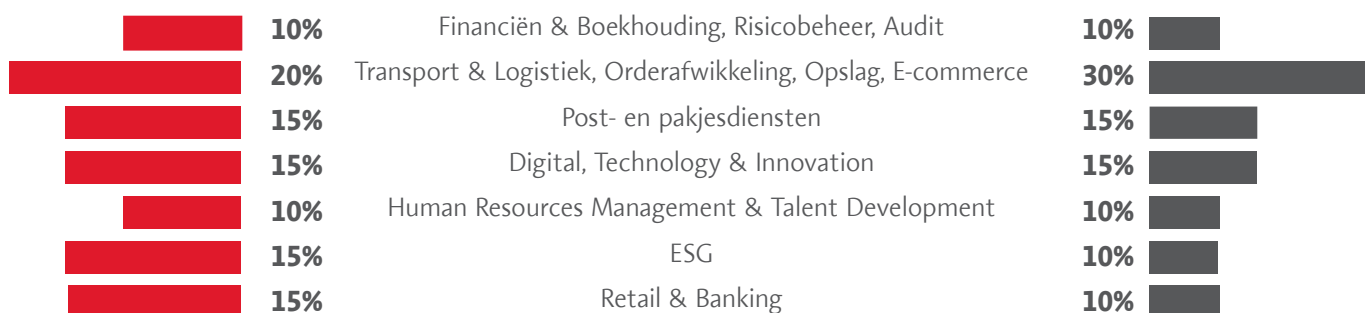 10% Financiën & Boekhouding, Risicobeheer, Audit 10%
20% Transport & Logistiek, Orderafwikkeling, Opslag, E-commerce 30%
15% Post- en pakjesdiensten 15%
15% Digital, Technology & Innovation 15%
10% Human Resources Management & Talent Development 10%
15% ESG 10%
15% Retail & Banking 10%